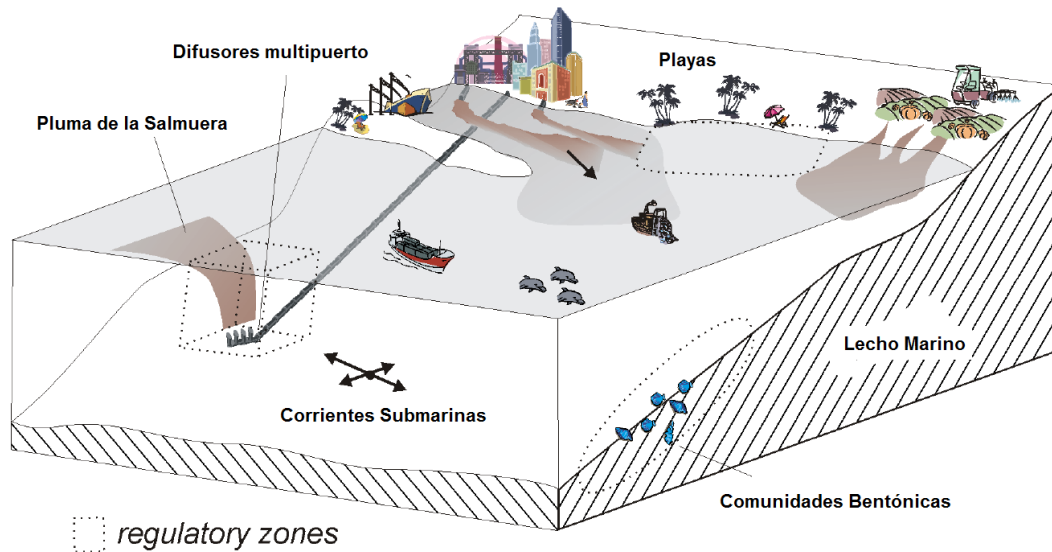 Difusores multipuerto
Playas
Pluma de la Salmuera
Lecho Marino
Corrientes Submarinas
Comunidades Bentónicas
regulatory zones